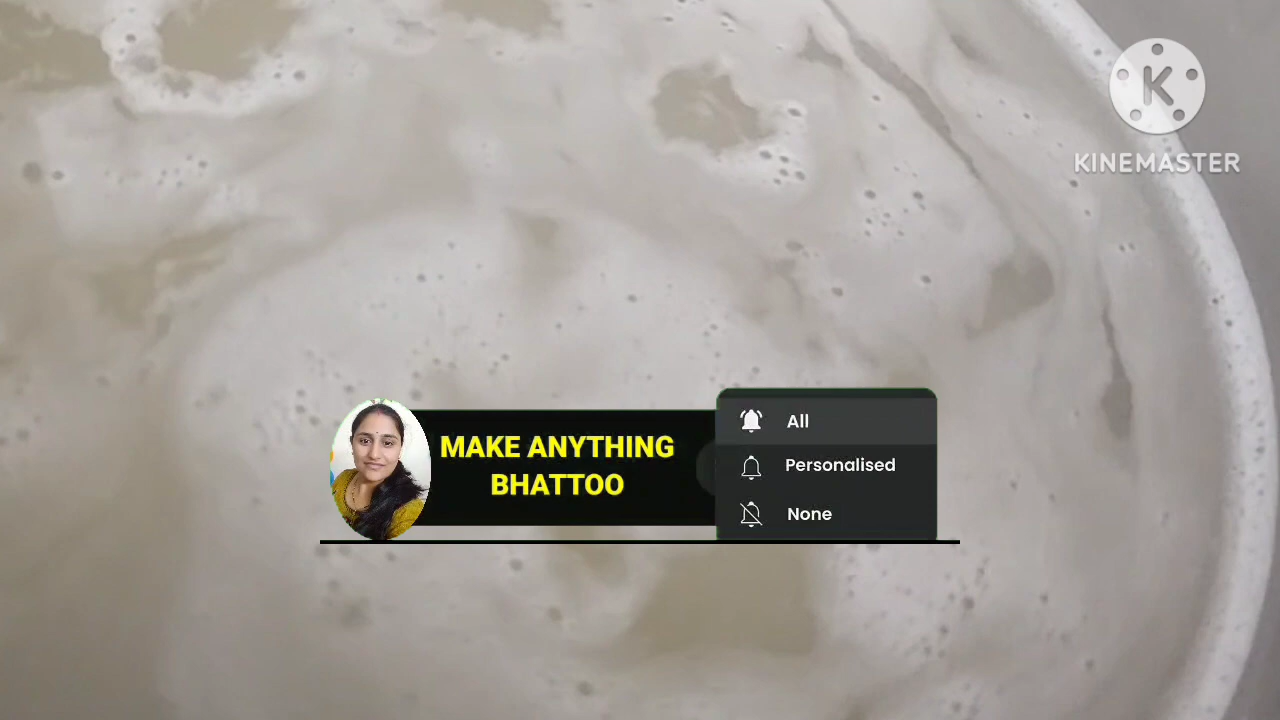 K
KINEMASTER
MAKE ANYTHING
BHATTOO
All
Personalised
None